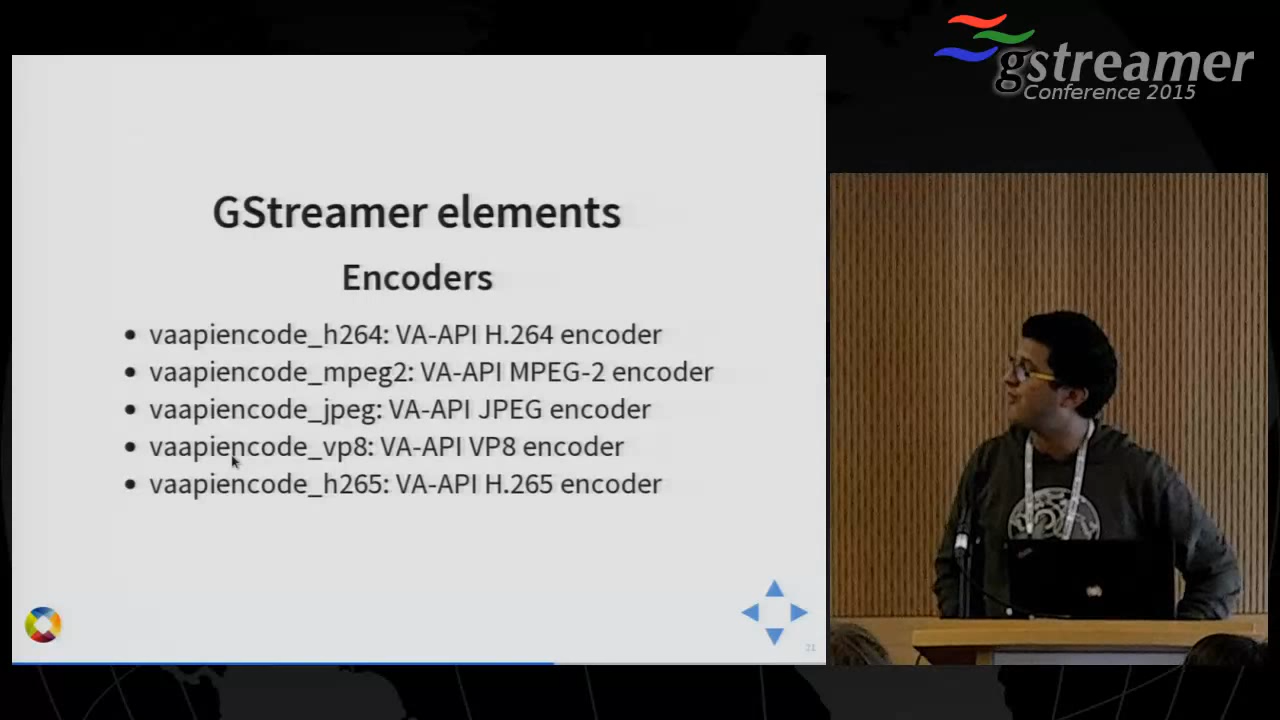 gstreamer
Conference 2015
GStreamer elements
Encoders
• vaapiencode_h264: VA-API H.264 encoder
• vaapiencode_mpeg2: VA-API MPEG-2 encoder
• vaapiencode_jpeg: VA-API JPEG encoder
• vaapiencode_vp8: VA-API VP8 encoder
• vaapiencode_h265: VA-API H.265 encoder
21